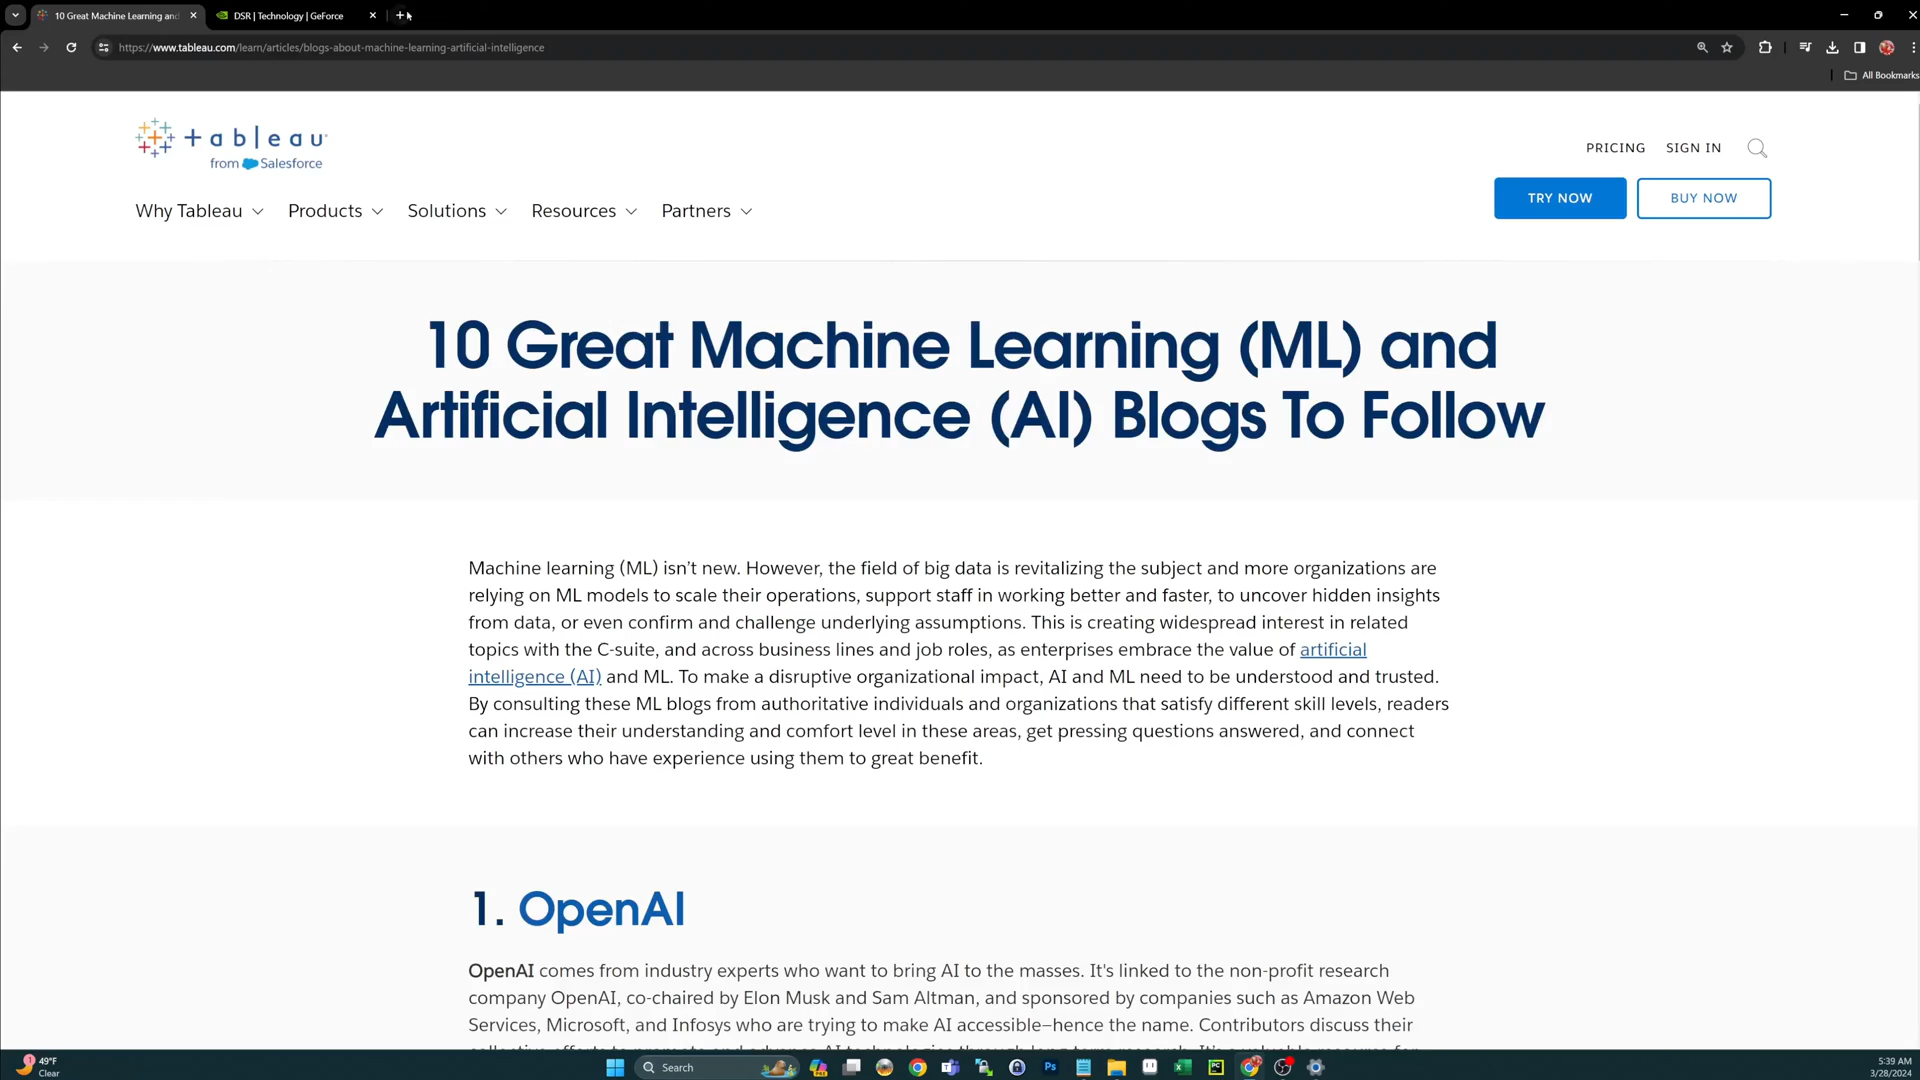 10 Great Machine Learning and
DSR | Technology | GeForce
https://www.tableau.com/learn/articles/blogs-about-machine-learning-artificial-intelligence
All Bookmarks
+ a b | e a u
from Salesforce
PRICING
SIGN IN
Why Tableau
Products
Solutions
Resources
Partners
TRY NOW
BUY NOW
10 Great Machine Learning (ML) and
Artificial Intelligence (AI) Blogs To Follow
Machine learning (ML) isn't new. However, the field of big data is revitalizing the subject and more organizations are
relying on ML models to scale their operations, support staff in working better and faster, to uncover hidden insights
from data, or even confirm and challenge underlying assumptions. This is creating widespread interest in related
topics with the C-suite, and across business lines and job roles, as enterprises embrace the value of artificial
intelligence (AI) and ML. To make a disruptive organizational impact, AI and ML need to be understood and trusted.
By consulting these ML blogs from authoritative individuals and organizations that satisfy different skill levels, readers
can increase their understanding and comfort level in these areas, get pressing questions answered, and connect
with others who have experience using them to great benefit.
1. OpenAI
OpenAI comes from industry experts who want to bring AI to the masses. It's linked to the non-profit research
company OpenAI, co-chaired by Elon Musk and Sam Altman, and sponsored by companies such as Amazon Web
Services, Microsoft, and Infosys who are trying to make AI accessible—hence the name. Contributors discuss their
1
49°F
Clear
Search
5:39 AM
3/28/2024